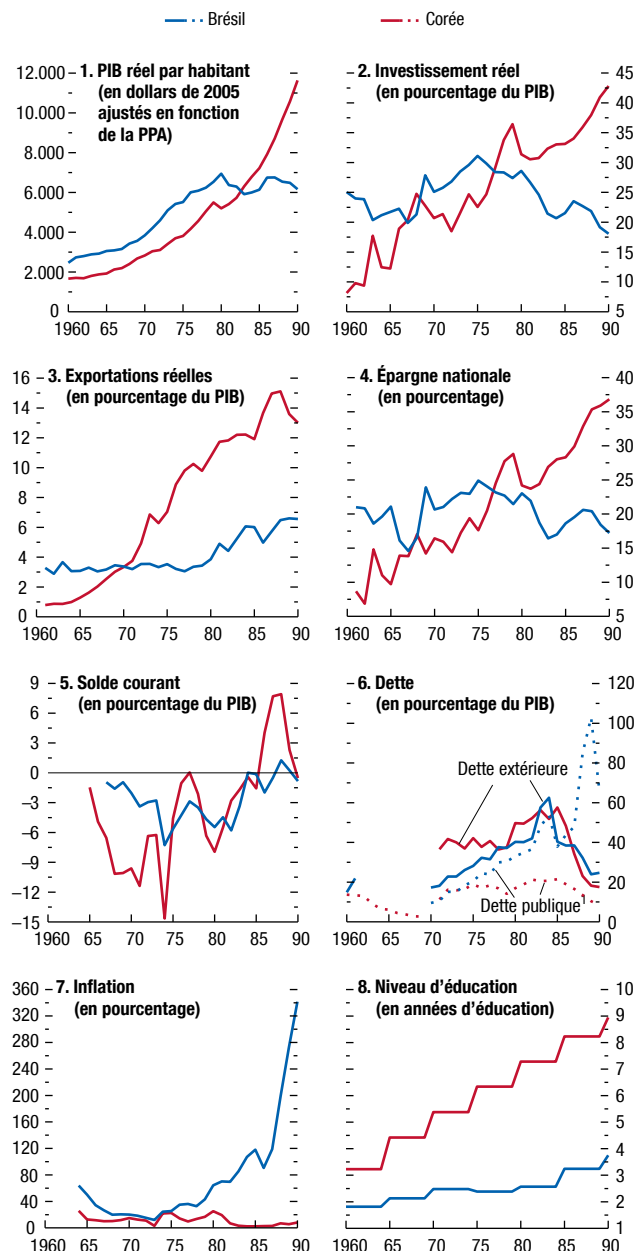 Brésil
Corée
1. PIB réel par habitant
(en dollars de 2005
ajustés en fonction
de la PPA)
12.000
10.000
8.000
6.000
4.000
2.000
0
1960 65 70 75 80 85 90
2. Investissement réel
(en pourcentage du PIB)
45
40
35
30
25
20
15
10
5
1960 65 70 75 80 85 90
3. Exportations réelles
(en pourcentage du PIB)
16
14
12
10
8
6
4
2
0
1960 65 70 75 80 85 90
4. Épargne nationale
(en pourcentage)
40
35
30
25
20
15
10
5
1960 65 70 75 80 85 90
5. Solde courant
(en pourcentage du PIB)
9
6
3
0
–3
–6
–9
–12
–15
1960 65 70 75 80 85 90
6. Dette
(en pourcentage du PIB)
120
100
80
60
40
20
0
Dette extérieure
Dette publique
1960 65 70 75 80 85 90
7. Inflation
(en pourcentage)
360
320
280
240
200
160
120
80
40
0
1960 65 70 75 80 85 90
8. Niveau d'éducation
(en années d'éducation)
10
9
8
7
6
5
4
3
2
1
1960 65 70 75 80 85 90